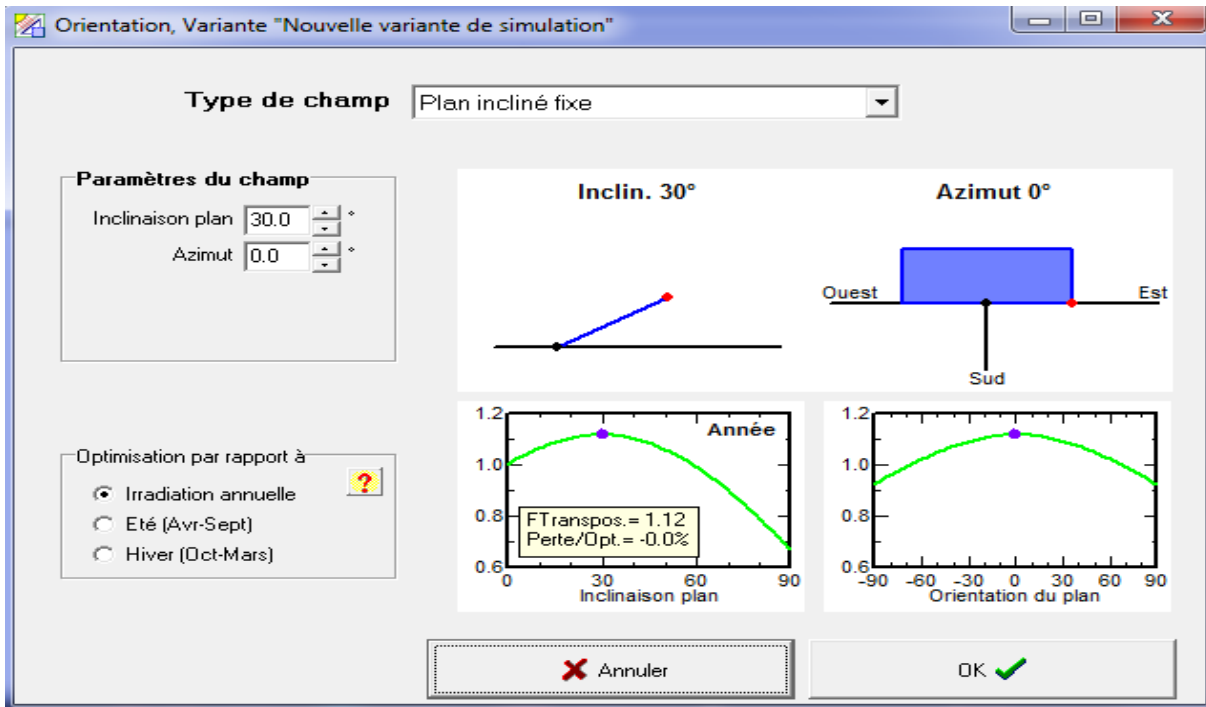 Orientation, Variante "Nouvelle variante de simulation"
Type de champ Plan incliné fixe
Paramètres du champ
Inclinaison plan 30.0 °
Azimut 0.0 °
Inclin. 30°
Azimut 0°
Ouest
Est
Sud
Optimisation par rapport à
?
Irradiation annuelle
Eté (Avr-Sept)
Hiver (Oct-Mars)
1.2
1.0
0.8
0.6
Année
FTranspos.= 1.12
Perte/Opt.= -0.0%
0 30 60 90
Inclinaison plan
1.2
1.0
0.8
0.6
-90 -60 -30 0 30 60 90
Orientation du plan
Annuler
OK